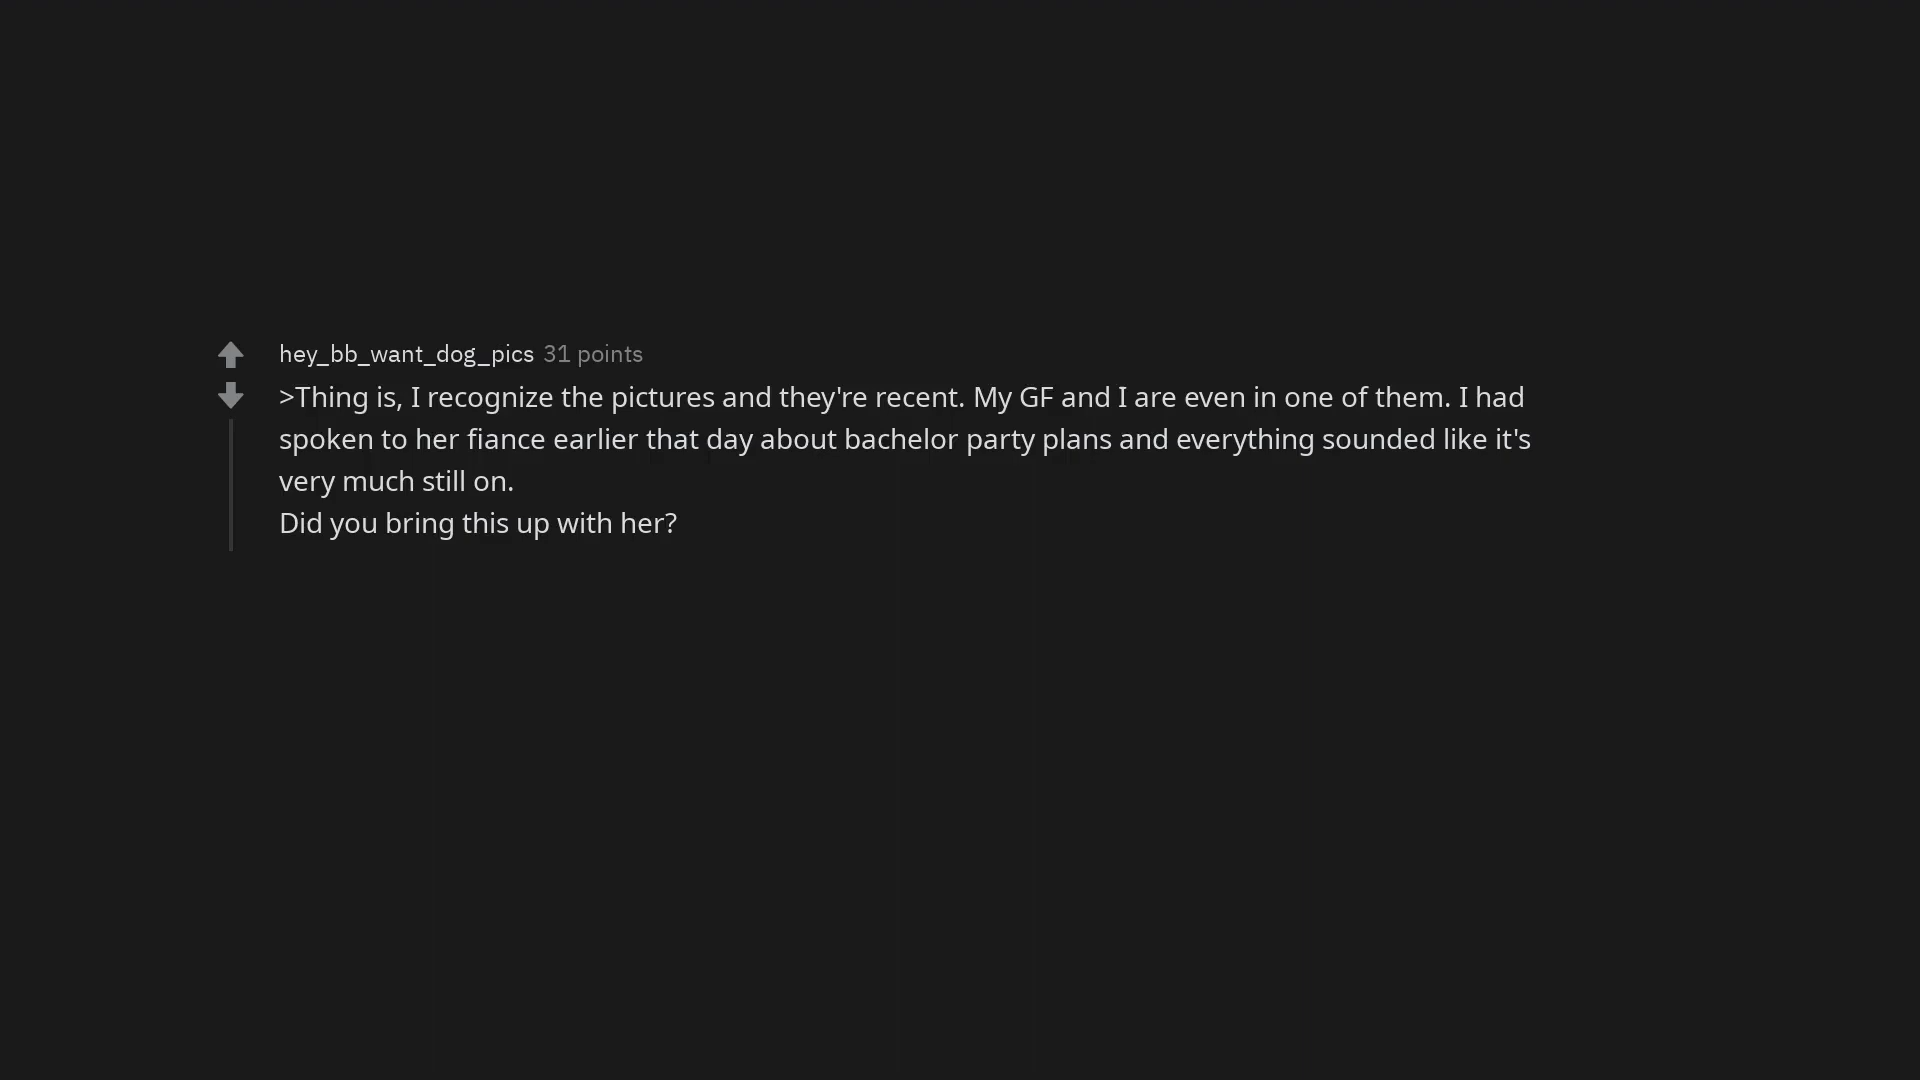 hey_bb_want_dog_pics 31 points
>Thing is, I recognize the pictures and they're recent. My GF and I are even in one of them. I had
spoken to her fiance earlier that day about bachelor party plans and everything sounded like it's
very much still on.
Did you bring this up with her?